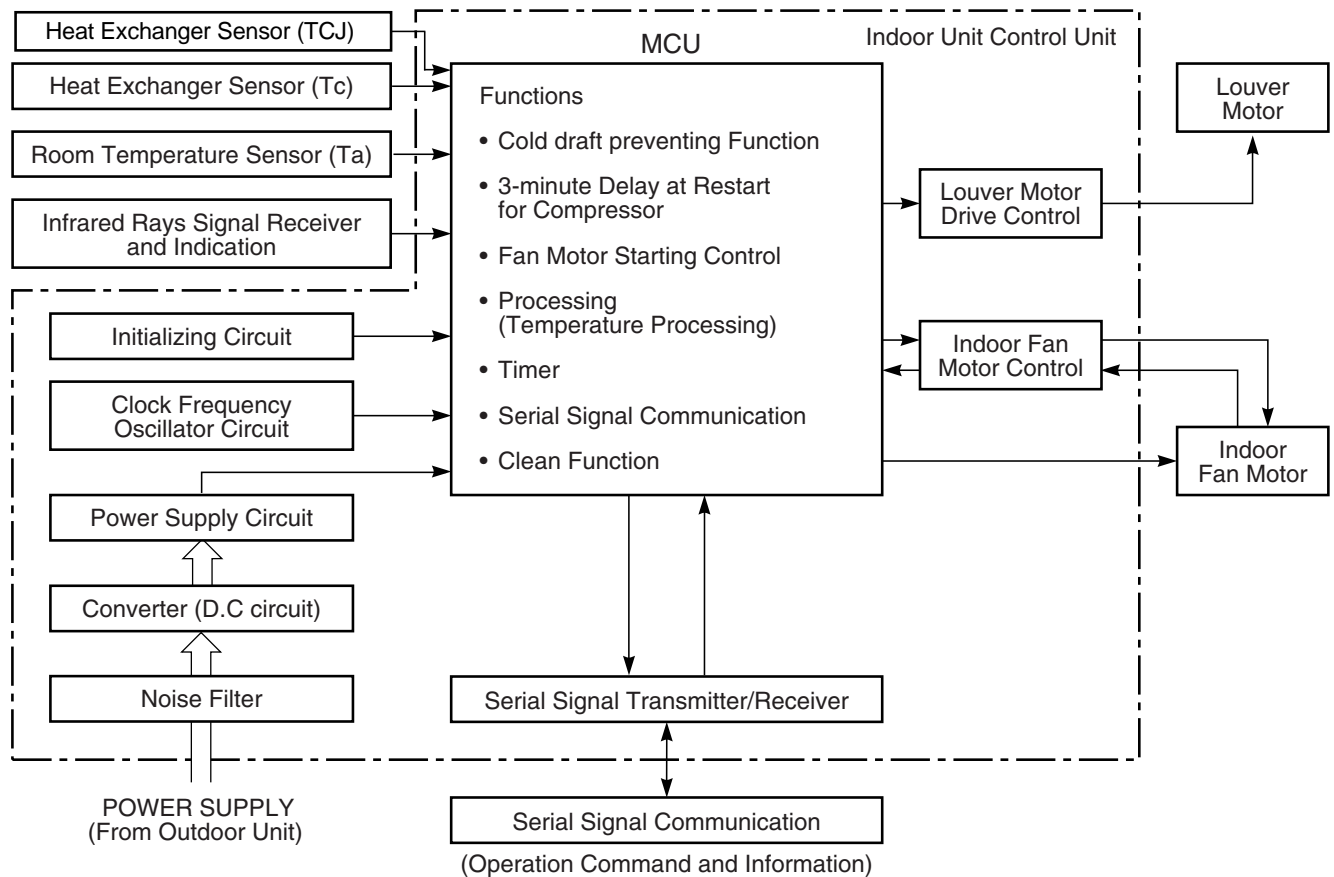 Heat Exchanger Sensor (TCJ)
Heat Exchanger Sensor (Tc)
Room Temperature Sensor (Ta)
Infrared Rays Signal Receiver
and Indication
Initializing Circuit
Clock Frequency
Oscillator Circuit
Power Supply Circuit
Converter (D.C circuit)
Noise Filter
POWER SUPPLY
(From Outdoor Unit)
MCU
Indoor Unit Control Unit
Functions
• Cold draft preventing Function
• 3-minute Delay at Restart
for Compressor
• Fan Motor Starting Control
• Processing
(Temperature Processing)
• Timer
• Serial Signal Communication
• Clean Function
Louver Motor
Drive Control
Louver
Motor
Indoor Fan
Motor Control
Indoor
Fan Motor
Serial Signal Transmitter/Receiver
Serial Signal Communication
(Operation Command and Information)